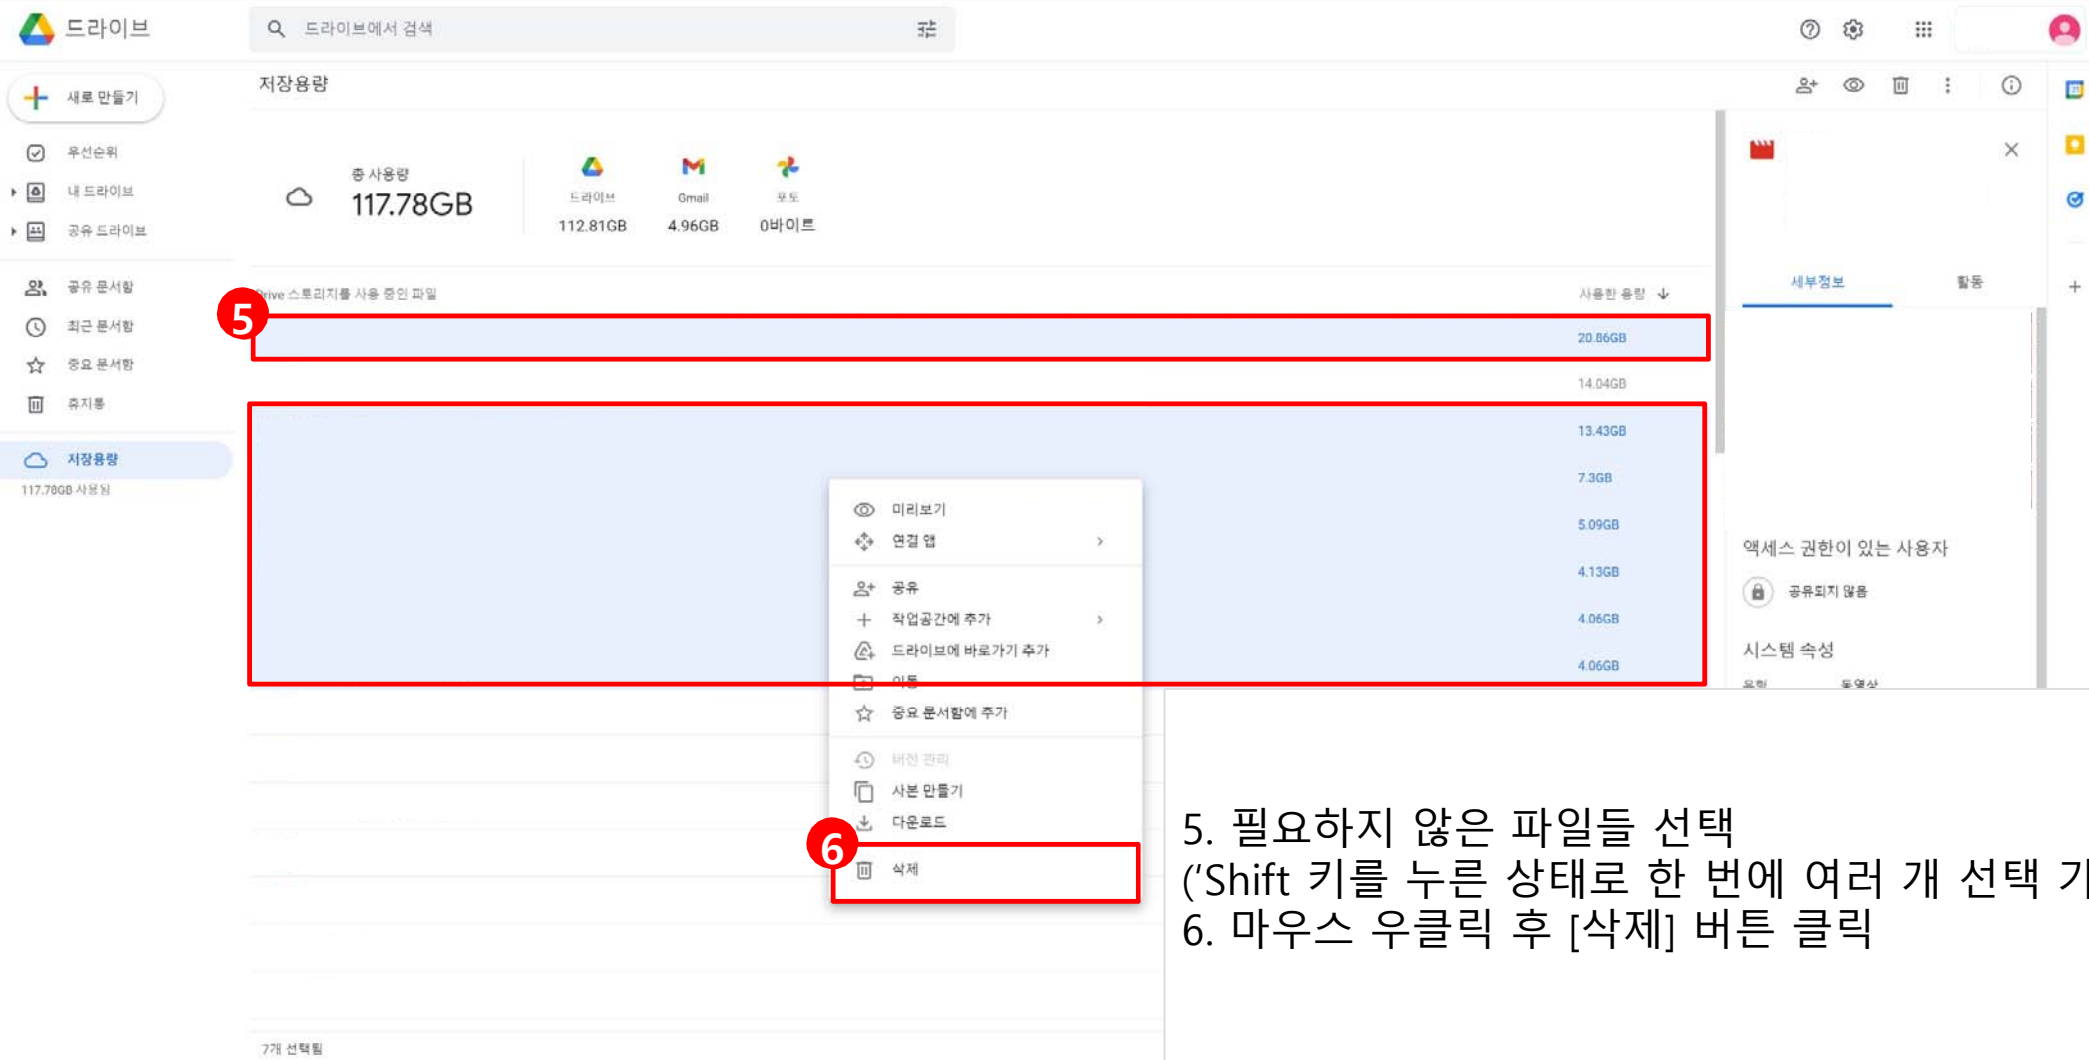 드라이브
드라이브에서 검색
새로 만들기
우선순위
내 드라이브
공유 드라이브
공유 문서함
최근 문서함
중요 문서함
휴지통
저장용량
117.78GB 사용됨
저장용량
총 사용량
117.78GB
드라이브
112.81GB
Gmail
4.96GB
포토
0바이트
Drive 스토리지를 사용 중인 파일
사용한 용량
5
20.86GB
14.04GB
13.43GB
7.3GB
5.09GB
4.13GB
4.06GB
4.06GB
미리보기
연결 앱
공유
작업공간에 추가
드라이브에 바로가기 추가
이동
중요 문서함에 추가
버전 관리
사본 만들기
다운로드
6
삭제
7개 선택됨
세부정보
활동
액세스 권한이 있는 사용자
공유되지 않음
시스템 속성
유형 동영상
5. 필요하지 않은 파일들 선택
(‘Shift 키를 누른 상태로 한 번에 여러 개 선택 가
6. 마우스 우클릭 후 [삭제] 버튼 클릭